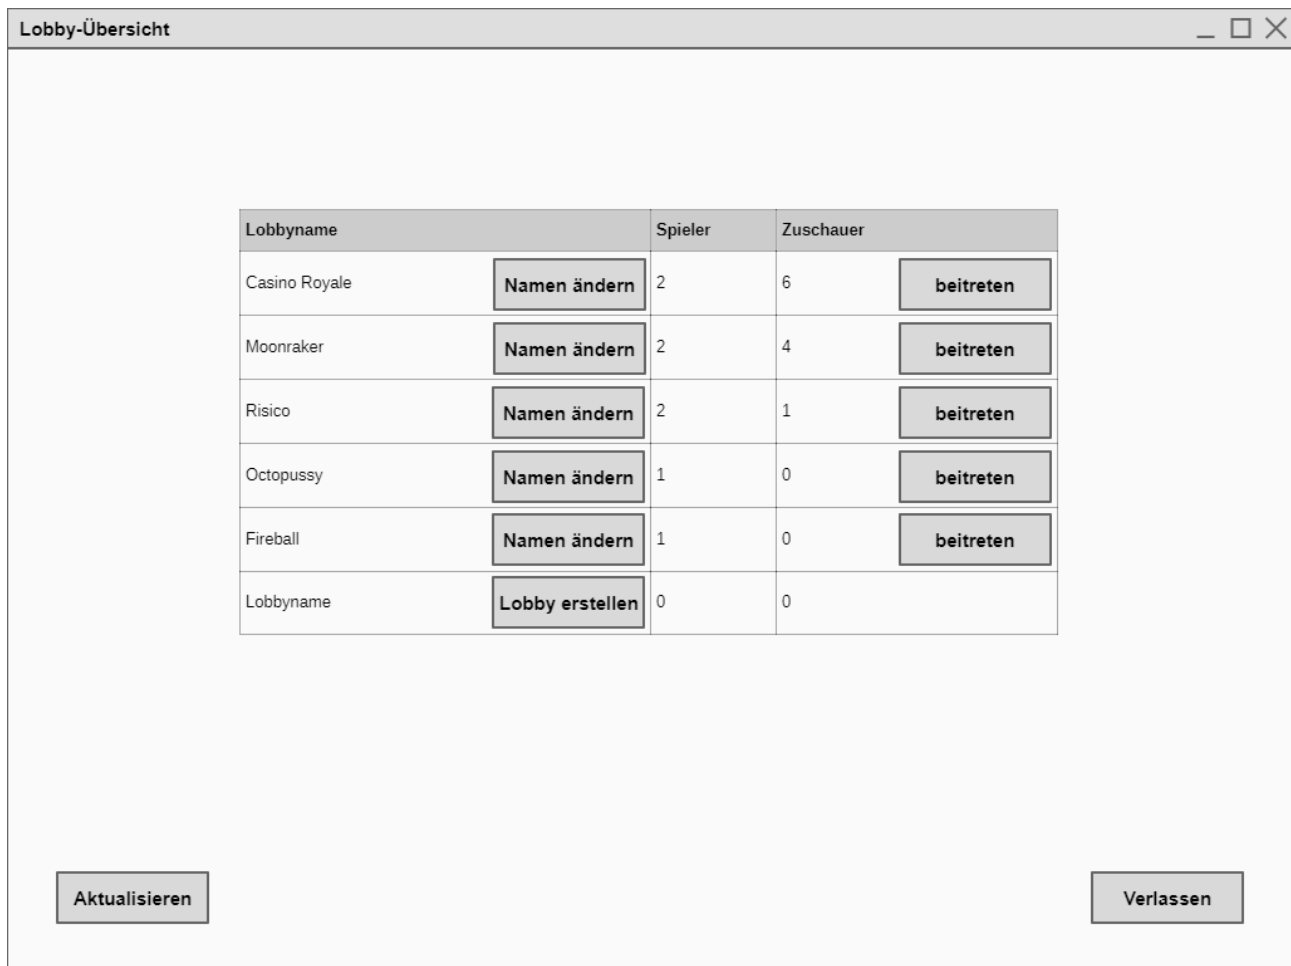 Lobby-Übersicht
Lobbyname Spieler Zuschauer
Casino Royale Namen ändern 2 6 beitreten
Moonraker Namen ändern 2 4 beitreten
Risico Namen ändern 2 1 beitreten
Octopussy Namen ändern 1 0 beitreten
Fireball Namen ändern 1 0 beitreten
Lobbyname Lobby erstellen 0 0
Aktualisieren Verlassen